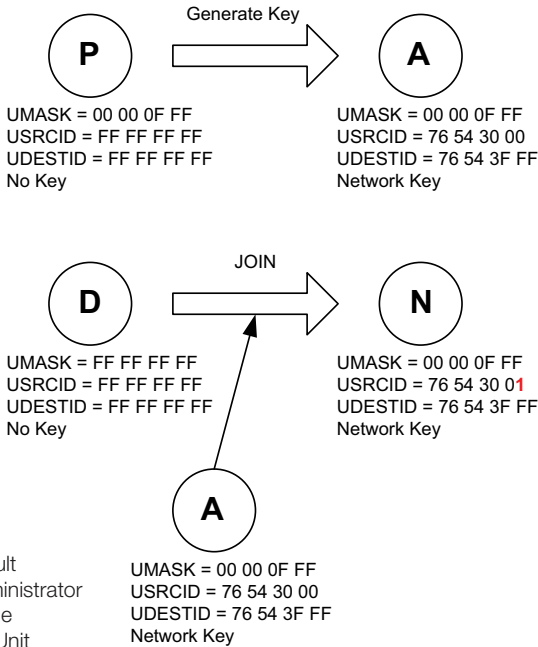 Generate Key
P
A
UMASK = 00 00 0F FF
USRCID = FF FF FF FF
UDESTID = FF FF FF FF
No Key
UMASK = 00 00 0F FF
USRCID = 76 54 30 00
UDESTID = 76 54 3F FF
Network Key
JOIN
D
N
UMASK = FF FF FF FF
USRCID = FF FF FF FF
UDESTID = FF FF FF FF
No Key
UMASK = 00 00 0F FF
USRCID = 76 54 30 01
UDESTID = 76 54 3F FF
Network Key
A
UMASK = 00 00 0F FF
USRCID = 76 54 30 00
UDESTID = 76 54 3F FF
Network Key
Unit